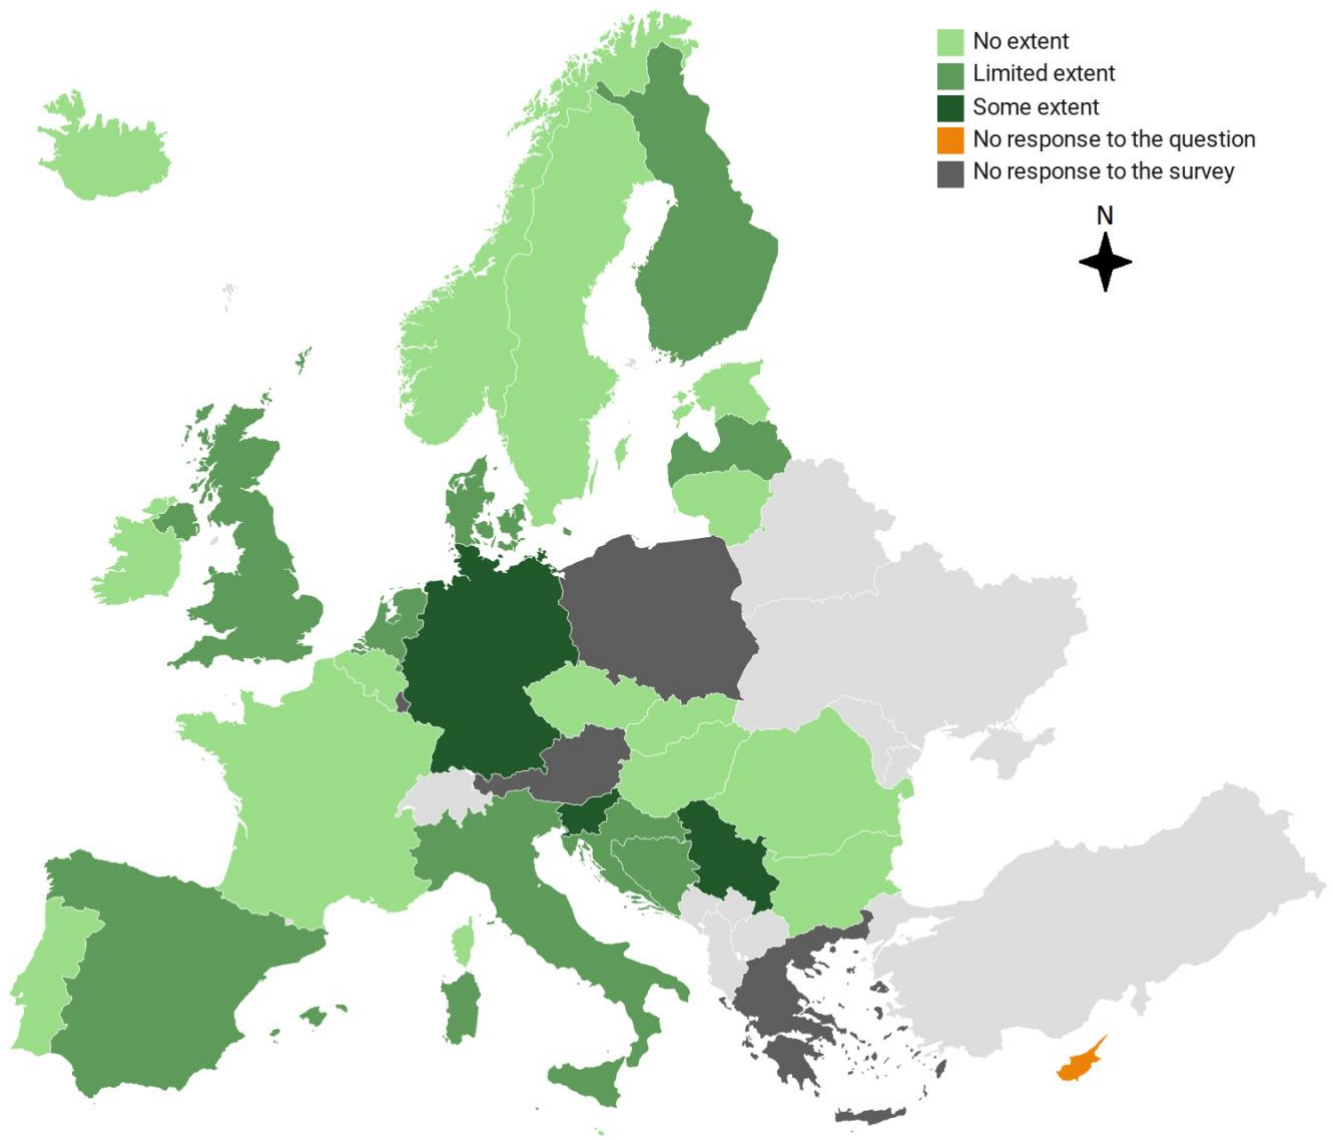 No extent
Limited extent
Some extent
No response to the question
No response to the survey
N